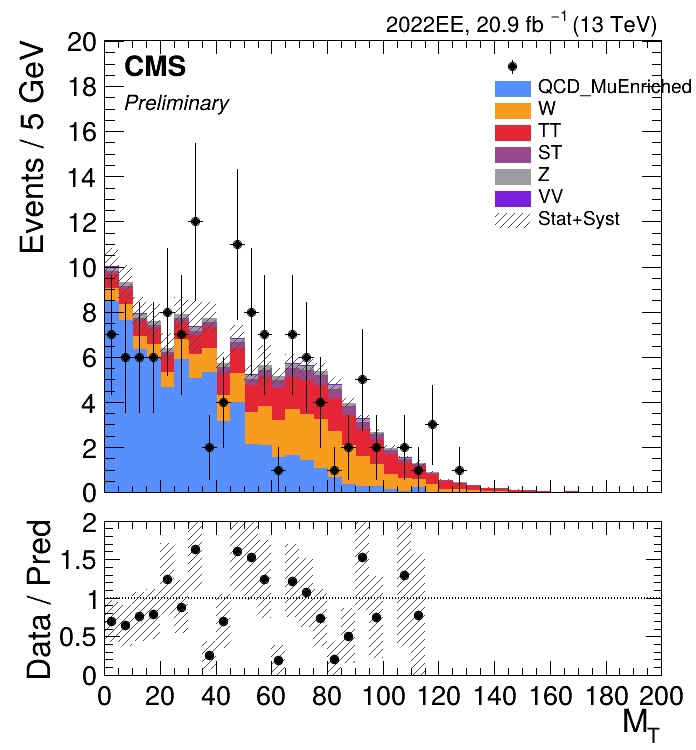 2022EE, 20.9 fb ⁻¹ (13 TeV)
CMS
Preliminary
QCD_MuEnriched
W
TT
ST
Z
VV
Stat+Syst
Events / 5 GeV
20
18
16
14
12
10
8
6
4
2
0
Data / Pred
2
1.5
1
0.5
0
0 20 40 60 80 100 120 140 160 180 200
M_T